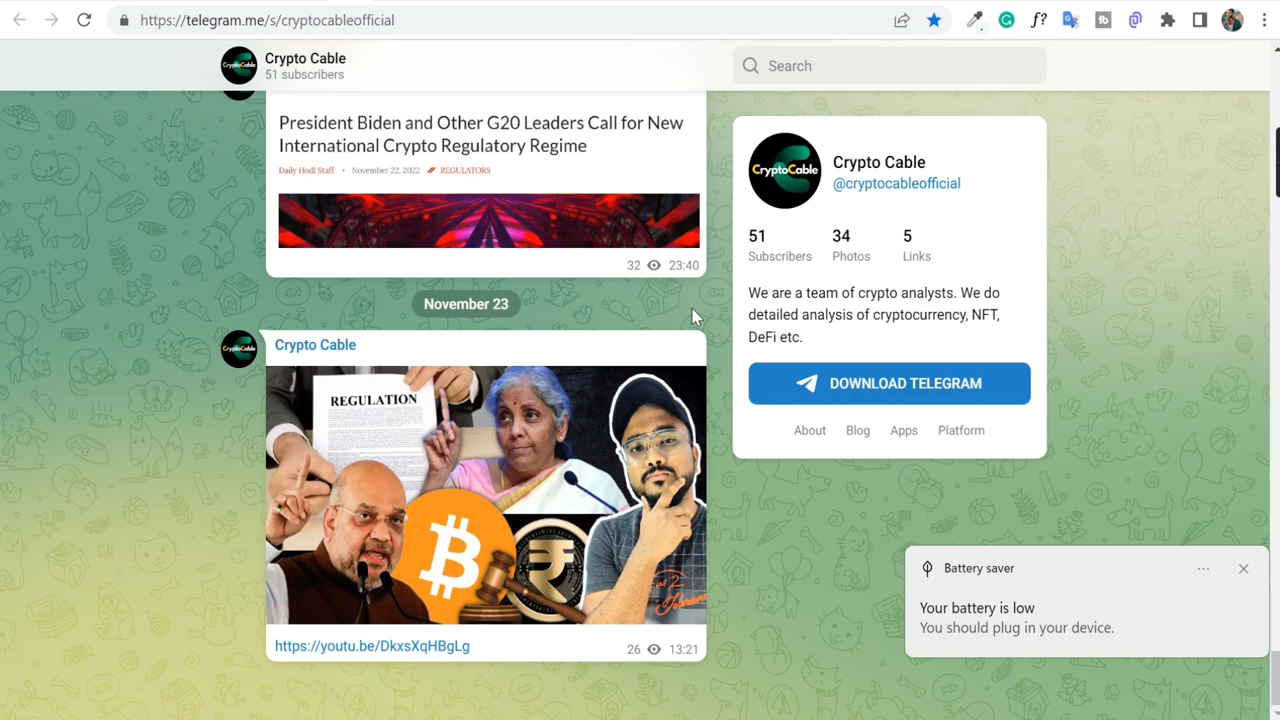 https://telegram.me/s/cryptocableofficial
f?
CryptoCable
Crypto Cable
51 subscribers
Search
President Biden and Other G20 Leaders Call for New
International Crypto Regulatory Regime
Daily Hodl Staff • November 22, 2022 REGULATORS
32 23:40
November 23
CryptoCable
Crypto Cable
REGULATION
https://youtu.be/DkxsXqHBgLg
26 13:21
CryptoCable
Crypto Cable
@cryptocableofficial
51 34 5
Subscribers Photos Links
We are a team of crypto analysts. We do
detailed analysis of cryptocurrency, NFT,
DeFi etc.
DOWNLOAD TELEGRAM
About Blog Apps Platform
Battery saver
Your battery is low
You should plug in your device.